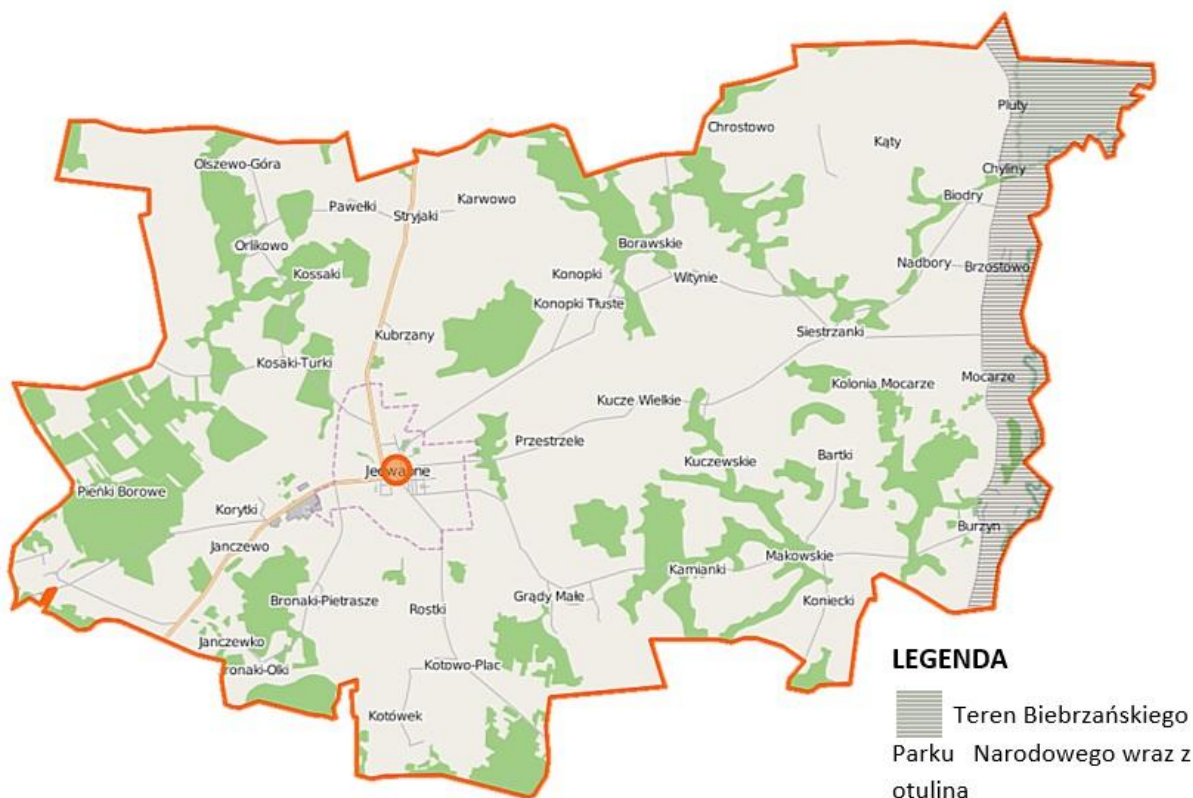 Pluty
Chrostowo
Kąty
Olszewo-Góra
Chyliny
Biodry
Karwowo
Pawełki
Stryjaki
Orlikowo
Borawskie
Nadbory
Brzostowo
Kossaki
Konopki
Witynie
Konopki Tłuste
Kubrzany
Siestrzanki
Kosaki-Turki
Mocarze
Kolonia Mocarze
Kucze Wielkie
Przestrzele
Bartki
Kuczewskie
Jedwabne
Pieńki Borowe
Korytki
Burzyn
Janczewo
Makowskie
Kamianki
Grądy Małe
Bronaki-Pietrasze
Koniecki
Rostki
Janczewko
Kotowo-Plac
ronaki-Olki
Kotówek
LEGENDA
Teren Biebrzańskiego
Parku Narodowego wraz z
otulina